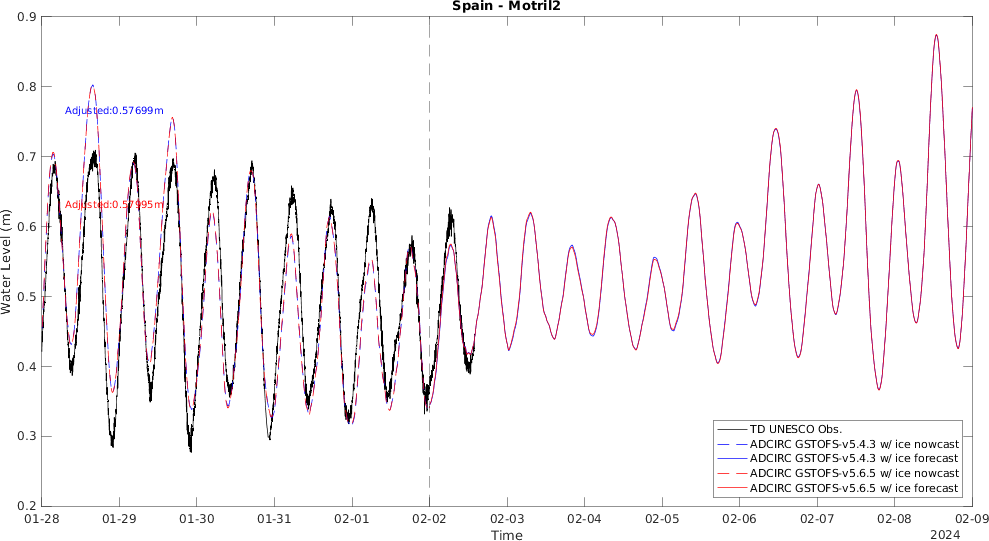 Spain - Motril2
0.9
0.8
0.7
0.6
0.5
0.4
0.3
0.2
Water Level (m)
Adjusted:0.57699m
Adjusted:0.57995m
TD UNESCO Obs.
ADCIRC GSTOFS-v5.4.3 w/ ice nowcast
ADCIRC GSTOFS-v5.4.3 w/ ice forecast
ADCIRC GSTOFS-v5.6.5 w/ ice nowcast
ADCIRC GSTOFS-v5.6.5 w/ ice forecast
01-28 01-29 01-30 01-31 02-01 02-02 02-03 02-04 02-05 02-06 02-07 02-08 02-09
Time
2024